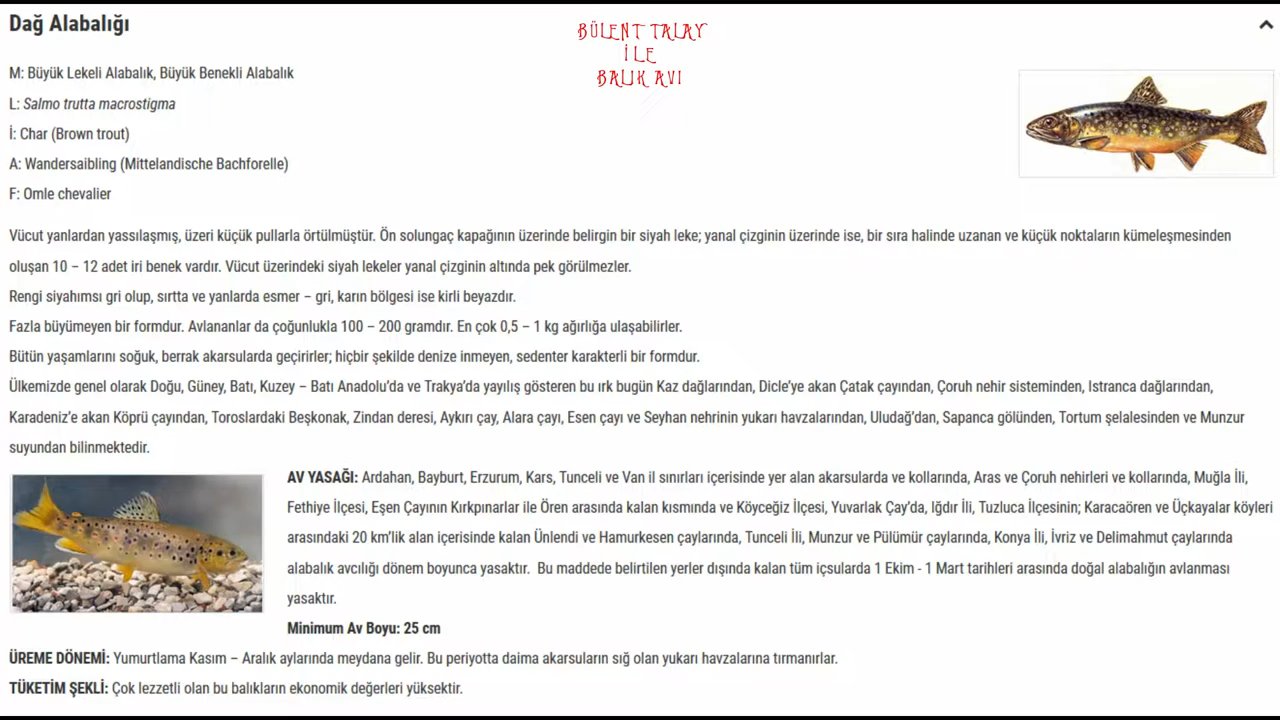 Dağ Alabalığı
BÜLENT TALAY
İLE
BALIK AVI
M: Büyük Lekeli Alabalık, Büyük Benekli Alabalık
L: Salmo trutta macrostigma
İ: Char (Brown trout)
A: Wandersaibling (Mittelandische Bachforelle)
F: Omle chevalier
Vücut yanlardan yassılaşmış, üzeri küçük pullarla örtülmüştür. Ön solungaç kapağının üzerinde belirgin bir siyah leke; yanal çizginin üzerinde ise, bir sıra halinde uzanan ve küçük noktaların kümeleşmesinden
oluşan 10 – 12 adet iri benek vardır. Vücut üzerindeki siyah lekeler yanal çizginin altında pek görülmezler.
Rengi siyahımsı gri olup, sırtta ve yanlarda esmer – gri, karın bölgesi ise kirli beyazdır.
Fazla büyümeyen bir formdur. Avlananlar da çoğunlukla 100 – 200 gramdır. En çok 0,5 – 1 kg ağırlığa ulaşabilirler.
Bütün yaşamlarını soğuk, berrak akarsularda geçirirler; hiçbir şekilde denize inmeyen, sedenter karakterli bir formdur.
Ülkemizde genel olarak Doğu, Güney, Batı, Kuzey – Batı Anadolu’da ve Trakya’da yayılış gösteren bu ırk bugün Kaz dağlarından, Dicle’ye akan Çatak çayından, Çoruh nehir sisteminden, Istranca dağlarından,
Karadeniz’e akan Köprü çayından, Toroslardaki Beşkonak, Zindan deresi, Aykırı çay, Alara çayı, Esen çayı ve Seyhan nehrinin yukarı havzalarından, Uludağ’dan, Sapanca gölünden, Tortum şelalesinden ve Munzur
suyundan bilinmektedir.
AV YASAĞI: Ardahan, Bayburt, Erzurum, Kars, Tunceli ve Van il sınırları içerisinde yer alan akarsularda ve kollarında, Aras ve Çoruh nehirleri ve kollarında, Muğla İli,
Fethiye İlçesi, Eşen Çayının Kırkpınarlar ile Ören arasında kalan kısmında ve Köyceğiz İlçesi, Yuvarlak Çay’da, Iğdır İli, Tuzluca İlçesinin; Karacaören ve Üçkayalar köyleri
arasındaki 20 km’lik alan içerisinde kalan Ünlendi ve Hamurkesen çaylarında, Tunceli İli, Munzur ve Pülümür çaylarında, Konya İli, İvriz ve Delimahmut çaylarında
alabalık avcılığı dönem boyunca yasaktır. Bu maddede belirtilen yerler dışında kalan tüm içsularda 1 Ekim - 1 Mart tarihleri arasında doğal alabalığın avlanması
yasaktır.
Minimum Av Boyu: 25 cm
ÜREME DÖNEMİ: Yumurtlama Kasım – Aralık aylarında meydana gelir. Bu periyotta daima akarsuların sığ olan yukarı havzalarına tırmanırlar.
TÜKETİM ŞEKLİ: Çok lezzetli olan bu balıkların ekonomik değerleri yüksektir.